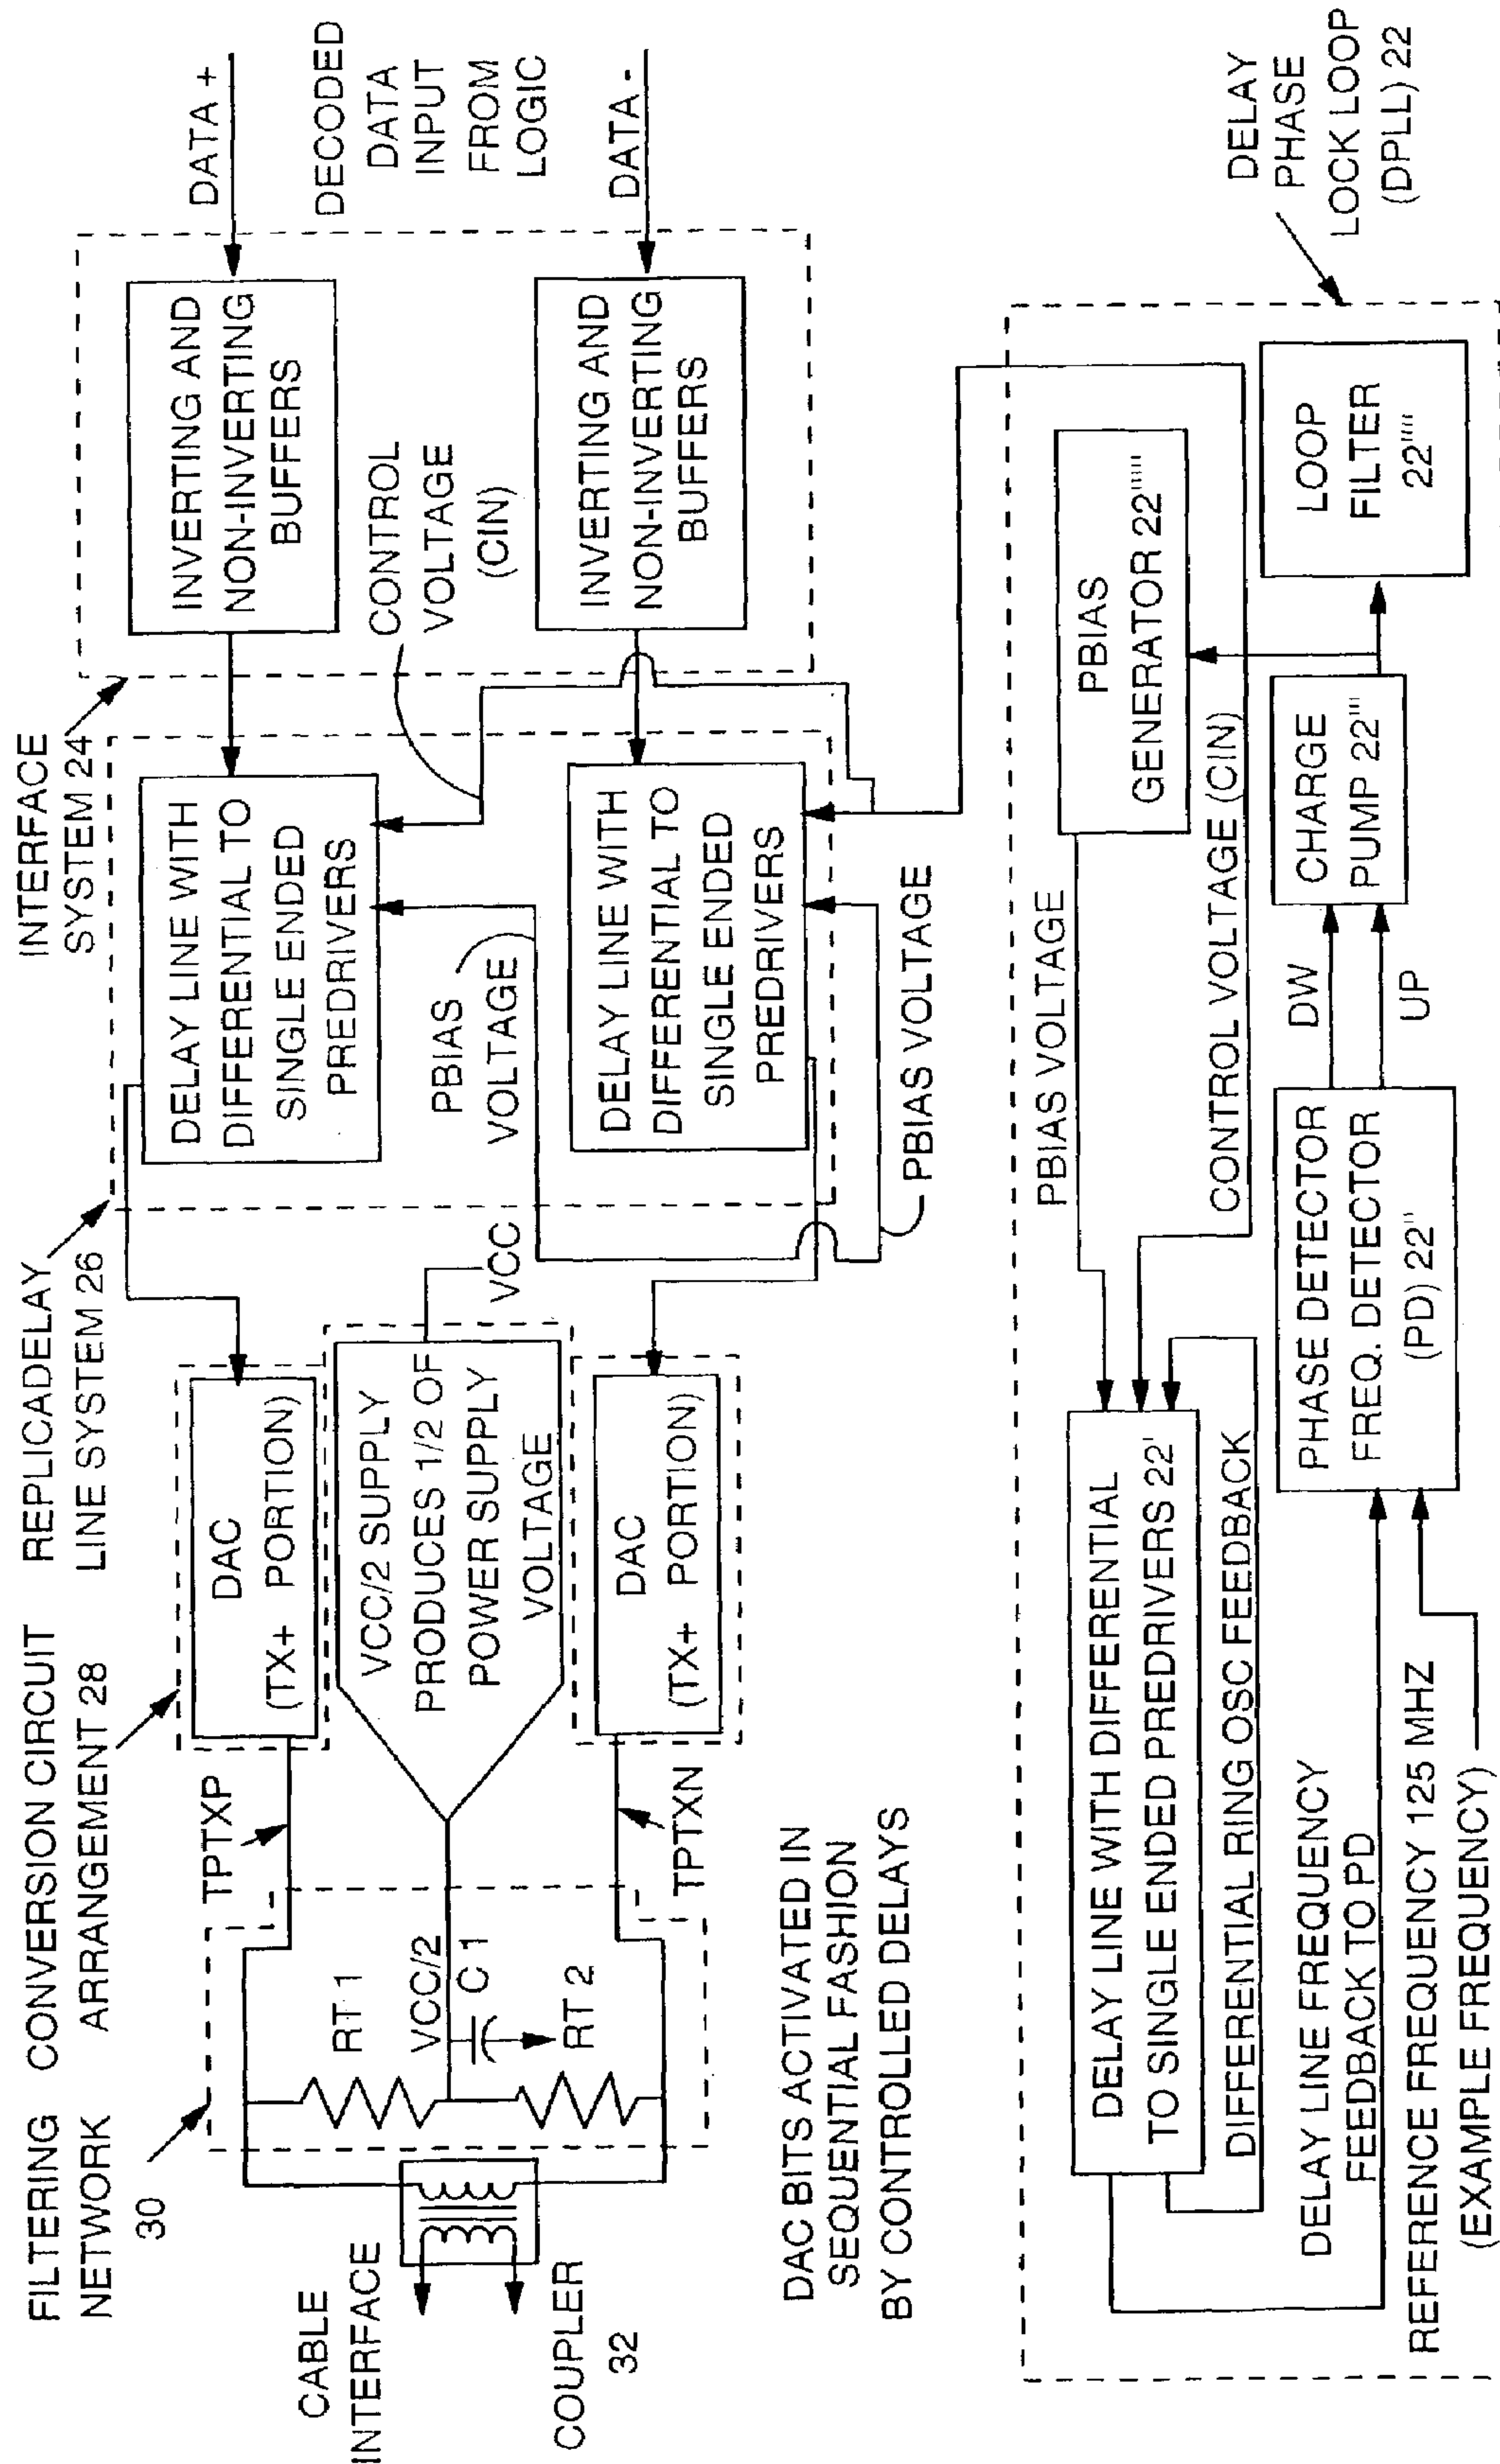 FILTERING
NETWORK
30
CONVERSION CIRCUIT
ARRANGEMENT 28
REPLICADELAY
LINE SYSTEM 26
INTERFACE
SYSTEM 24
CABLE
INTERFACE
COUPLER
32
RT 1
VCC/2
C 1
RT 2
TPTXP
TPTXN
DAC
(TX+ PORTION)
VCC/2 SUPPLY
PRODUCES 1/2 OF
POWER SUPPLY
VOLTAGE
VCC
DAC
(TX+ PORTION)
DELAY LINE WITH
DIFFERENTIAL TO
SINGLE ENDED
PREDRIVERS
PBIAS
VOLTAGE
DELAY LINE WITH
DIFFERENTIAL TO
SINGLE ENDED
PREDRIVERS
PBIAS VOLTAGE
CONTROL
VOLTAGE
(CIN)
INVERTING AND
NON-INVERTING
BUFFERS
INVERTING AND
NON-INVERTING
BUFFERS
DATA +
DECODED
DATA
INPUT
FROM
LOGIC
DATA -
DAC BITS ACTIVATED IN
SEQUENTIAL FASHION
BY CONTROLLED DELAYS
DELAY LINE WITH DIFFERENTIAL
TO SINGLE ENDED PREDRIVERS 22'
DIFFERENTIAL RING OSC FEEDBACK
DELAY LINE FREQUENCY
FEEDBACK TO PD
REFERENCE FREQUENCY 125 MHZ
(EXAMPLE FREQUENCY)
PBIAS VOLTAGE
CONTROL VOLTAGE (CIN)
PHASE DETECTOR
FREQ. DETECTOR
(PD) 22"
DW
UP
CHARGE
PUMP 22"'
PBIAS
GENERATOR 22""'
LOOP
FILTER
22""
DELAY
PHASE
LOCK LOOP
(DPLL) 22